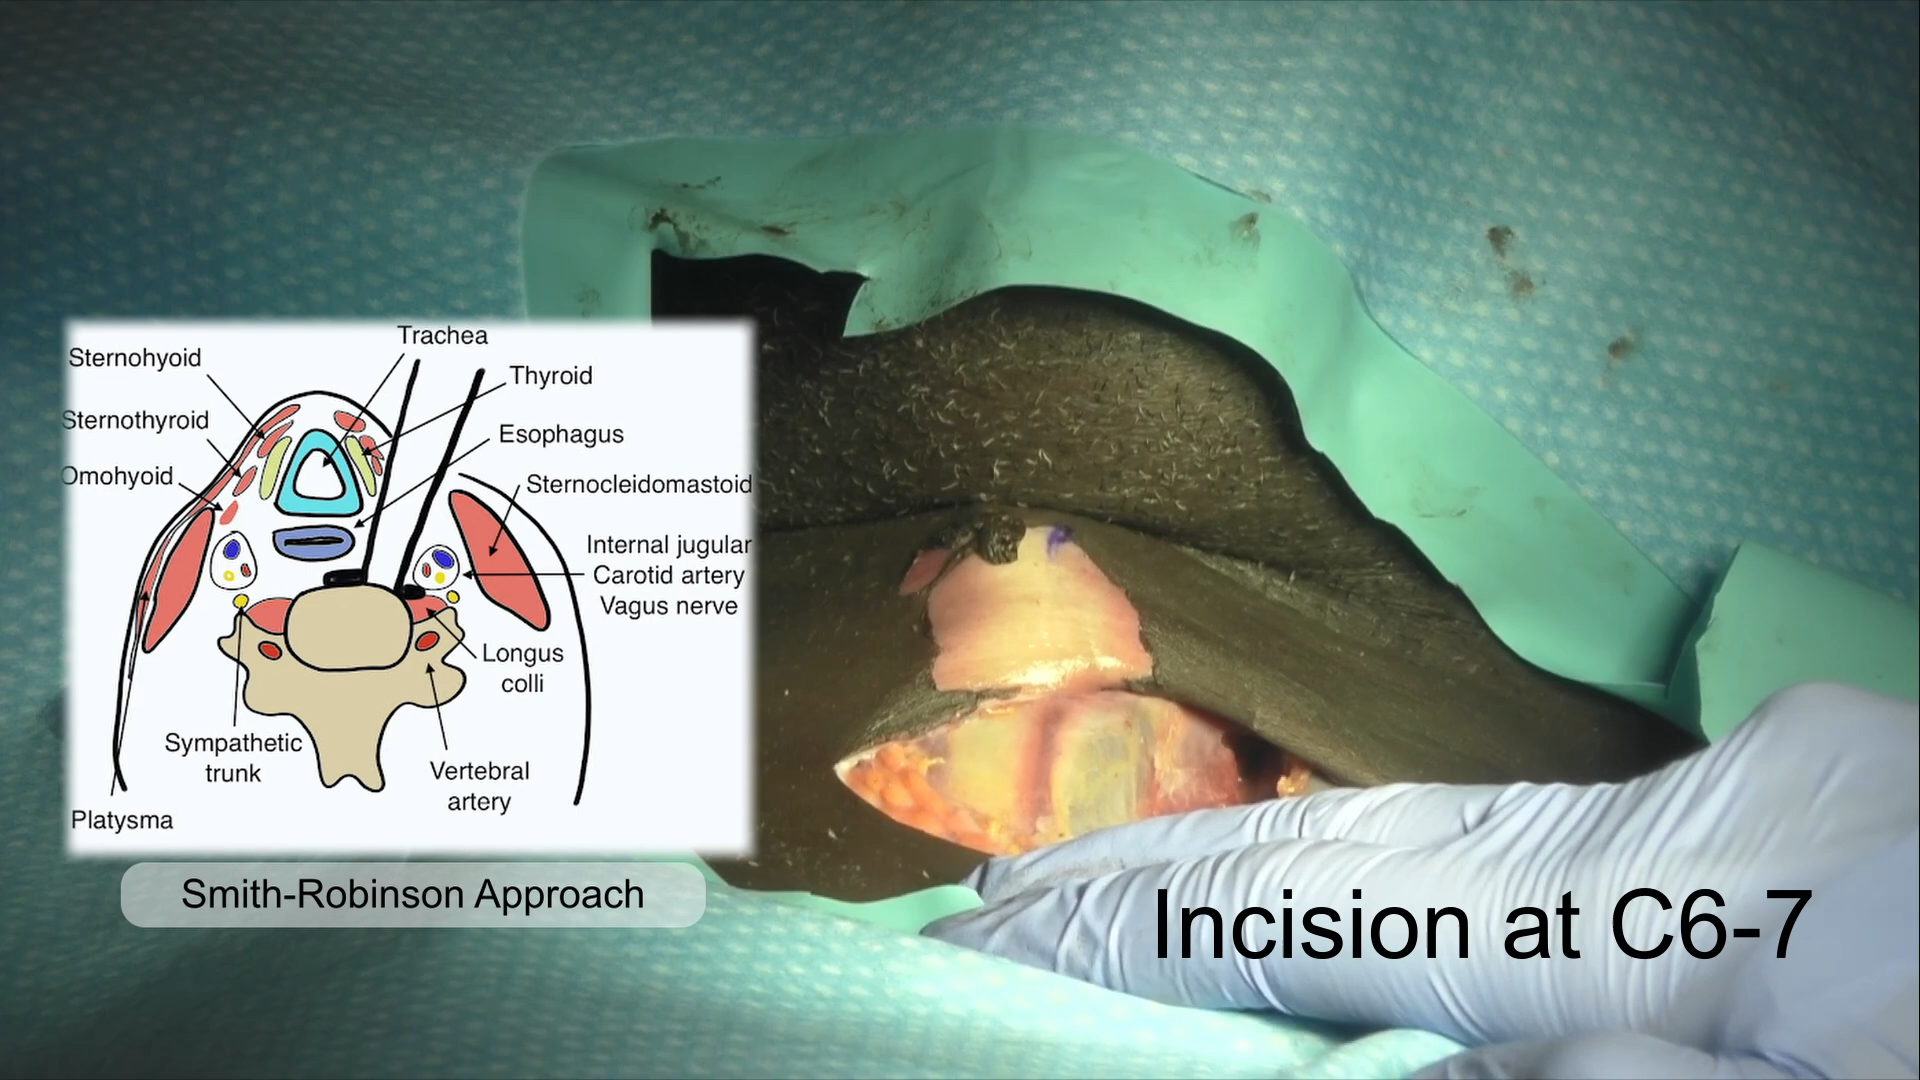 Trachea
Sternohyoid
Thyroid
Sternothyroid
Esophagus
Omohyoid
Sternocleidomastoid
Internal jugular
Carotid artery
Vagus nerve
Longus
colli
Sympathetic
trunk
Vertebral
artery
Platysma
Smith-Robinson Approach
Incision at C6-7